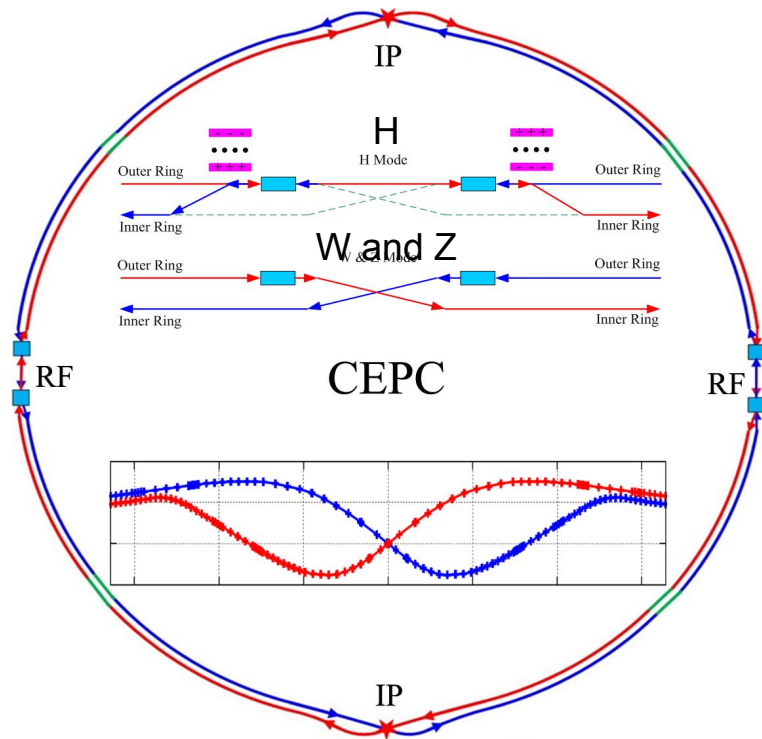 IP
H
- - - + + +
H Mode
+ + + - - -
Outer Ring Outer Ring
Inner Ring Inner Ring
W and Z
W & Z Mode
Outer Ring Outer Ring
Inner Ring Inner Ring
RF CEPC RF
IP